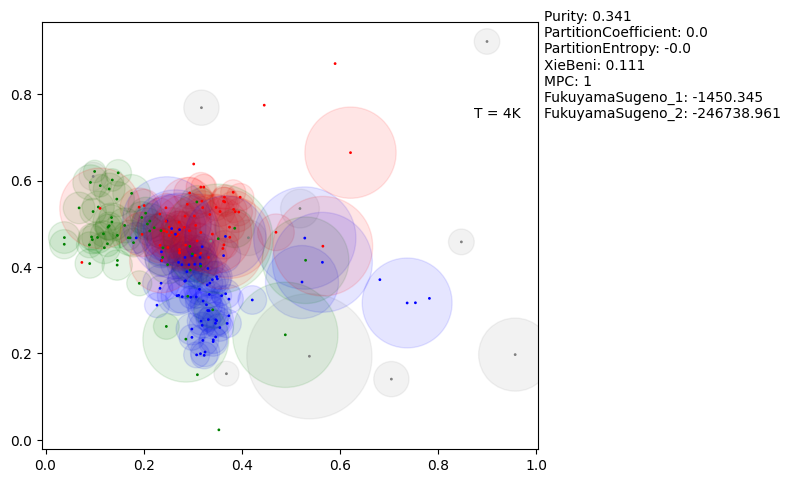 Purity: 0.341
PartitionCoefficient: 0.0
PartitionEntropy: -0.0
XieBeni: 0.111
MPC: 1
FukuyamaSugeno_1: -1450.345
FukuyamaSugeno_2: -246738.961
T = 4K
0.8
0.6
0.4
0.2
0.0
0.0 0.2 0.4 0.6 0.8 1.0